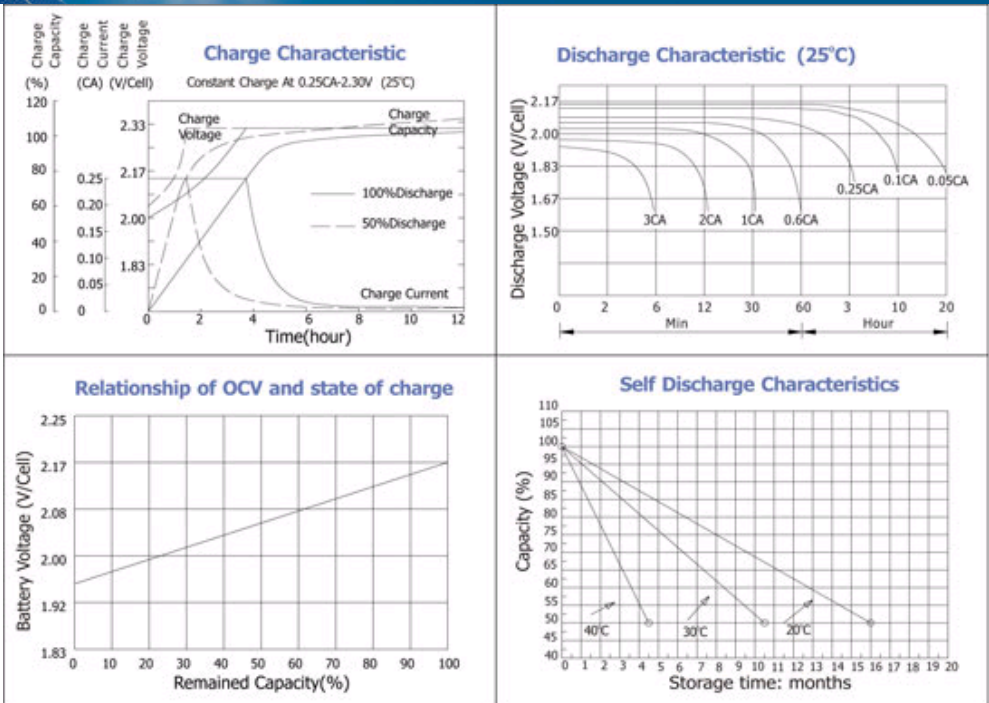 Charge Capacity
Charge Current
Charge Voltage
(%) (CA) (V/Cell)
Charge Characteristic
Constant Charge At 0.25CA-2.30V (25°C)
120
100
80
60
40
20
0
0.25
0.20
0.15
0.10
0.05
0
2.33
2.17
2.00
1.83
Charge Voltage
Charge Capacity
100%Discharge
50%Discharge
Charge Current
0 2 4 6 8 10 12
Time(hour)
Discharge Characteristic (25°C)
Discharge Voltage (V/Cell)
2.17
2.00
1.83
1.67
1.50
3CA 2CA 1CA 0.6CA 0.25CA 0.1CA 0.05CA
0 2 6 12 30 60 3 10 20
Min Hour
Relationship of OCV and state of charge
Battery Voltage (V/Cell)
2.25
2.17
2.08
2.00
1.92
1.83
0 10 20 30 40 50 60 70 80 90 100
Remained Capacity(%)
Self Discharge Characteristics
Capacity (%)
110
105
100
95
90
85
80
75
70
65
60
55
50
45
40
40°C 30°C 20°C
0 1 2 3 4 5 6 7 8 9 10 11 12 13 14 15 16 17 18 19 20
Storage time: months